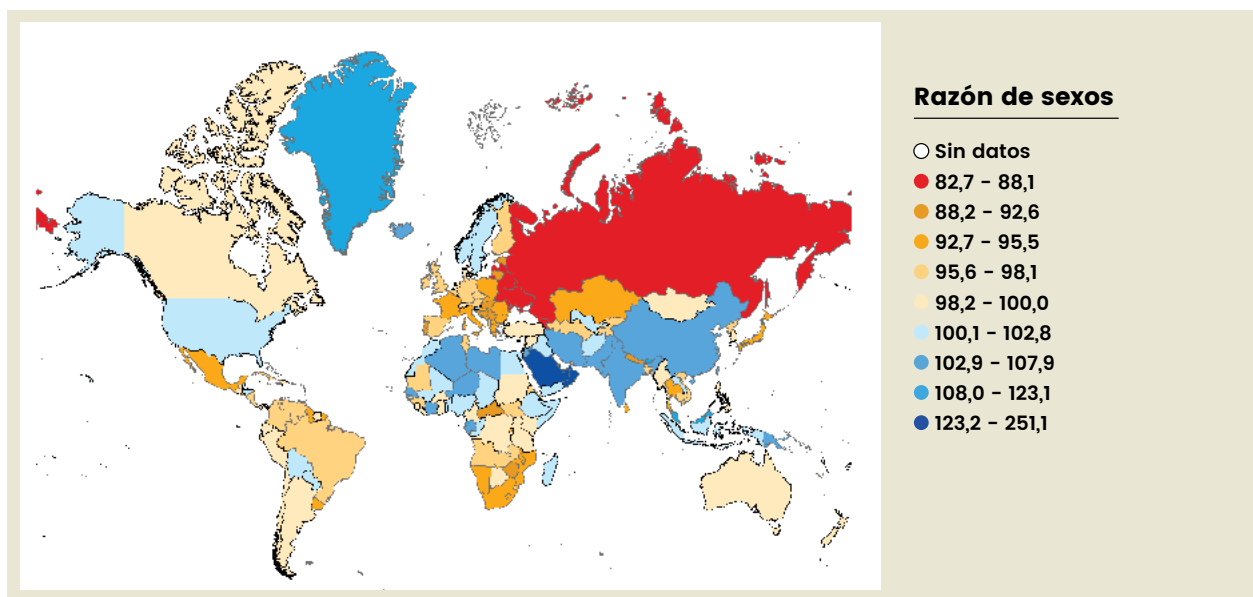 Razón de sexos
Sin datos
82,7 - 88,1
88,2 - 92,6
92,7 - 95,5
95,6 - 98,1
98,2 - 100,0
100,1 - 102,8
102,9 - 107,9
108,0 - 123,1
123,2 - 251,1